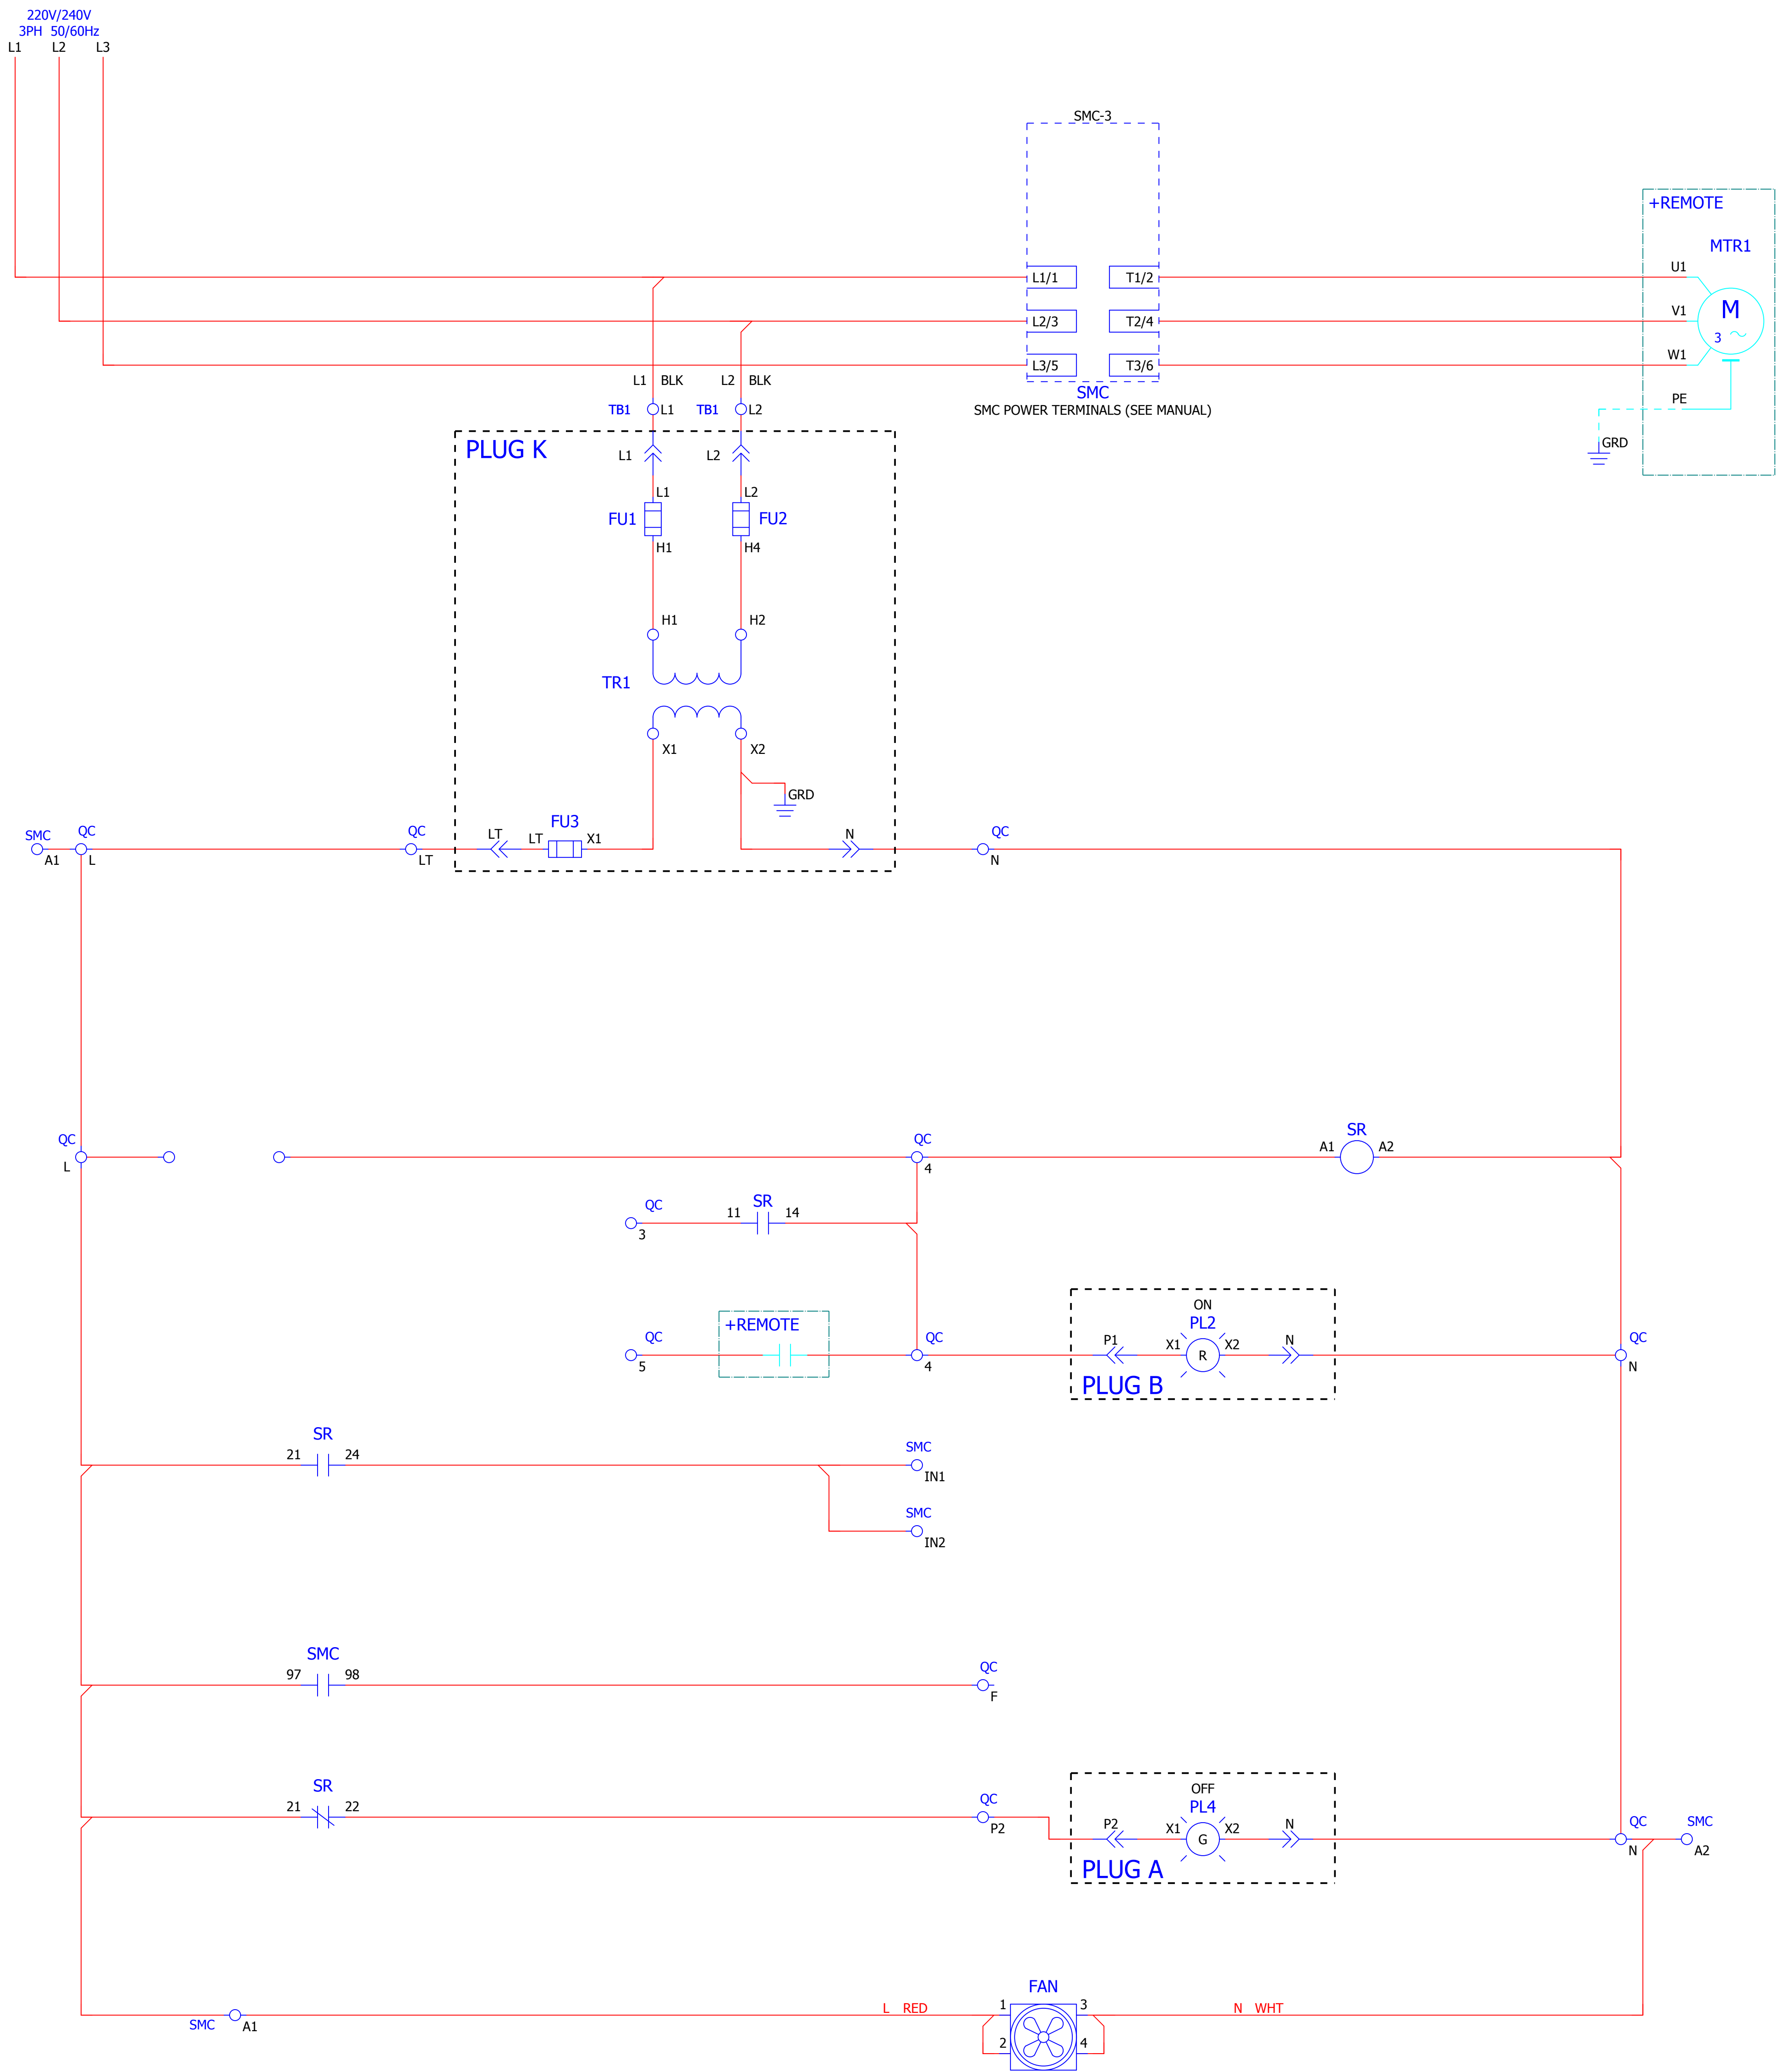 220V/240V
3PH 50/60Hz
L1 L2 L3
SMC-3
+REMOTE
MTR1
L1/1 T1/2 U1
L2/3 T2/4 V1
M
3
L3/5 T3/6 W1
SMC
SMC POWER TERMINALS (SEE MANUAL)
PE
GRD
L1 BLK L2 BLK
TB1 L1 TB1 L2
PLUG K
L1 L2
L1 L2
FU1 FU2
H1 H4
H1 H2
TR1
X1 X2
GRD
SMC QC QC LT FU3 N QC
LT X1
A1 L LT N
QC QC SR
A1 A2
L 4
QC SR
11 14
3
+REMOTE
ON
PL2
QC QC P1 X1 X2 N QC
R
5 4 N
PLUG B
SR
21 24 SMC
IN1
SMC
IN2
SMC
97 98 QC
F
SR
21 22 QC
P2
OFF
PL4
P2 X1 X2 N QC SMC
G
N A2
PLUG A
FAN
L RED 1 3 N WHT
SMC A1
2 4